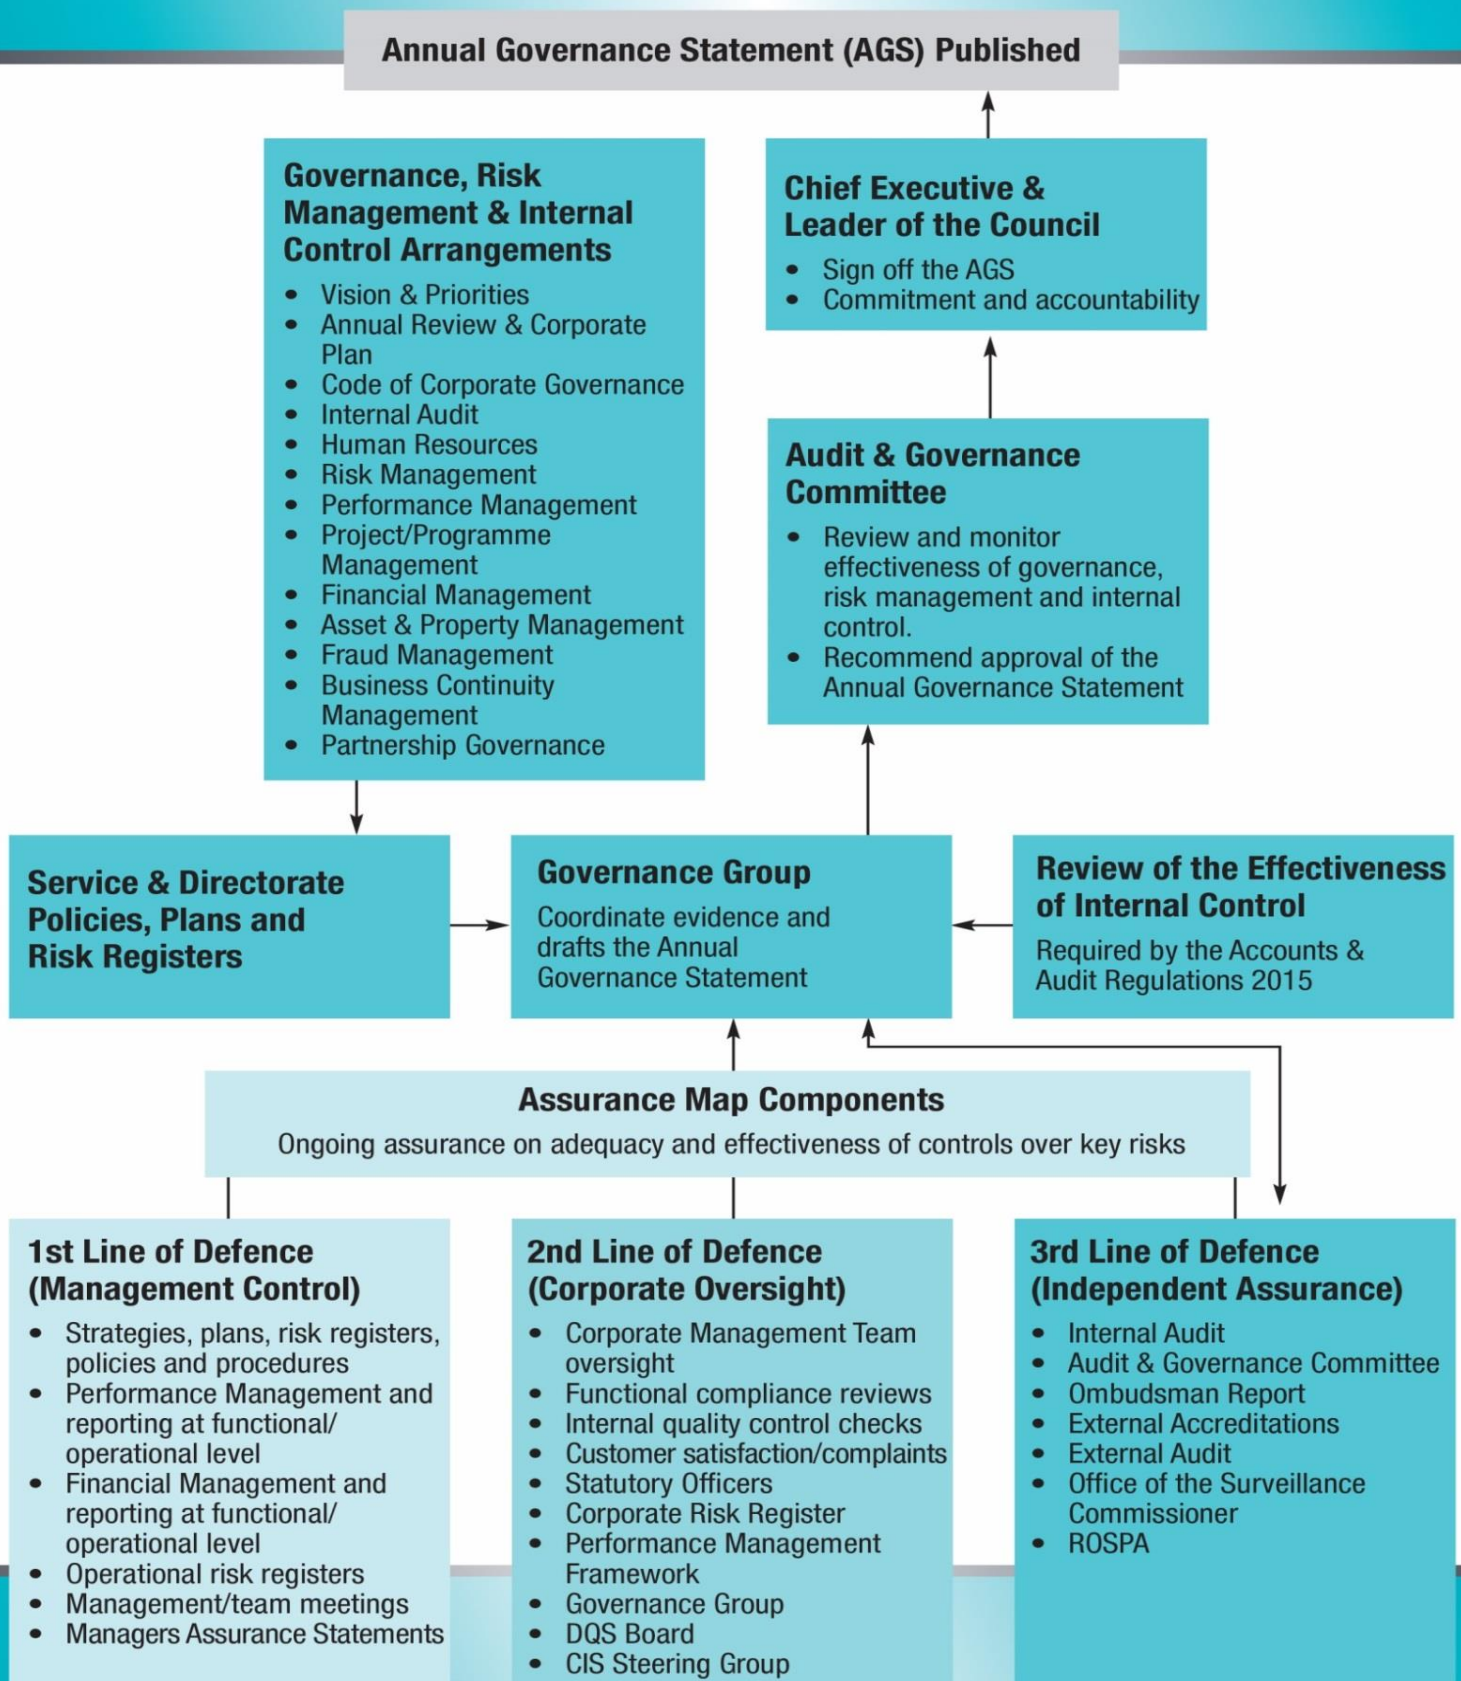 Annual Governance Statement (AGS) Published
Governance, Risk
Management & Internal
Control Arrangements
• Vision & Priorities
• Annual Review & Corporate
Plan
• Code of Corporate Governance
• Internal Audit
• Human Resources
• Risk Management
• Performance Management
• Project/Programme
Management
• Financial Management
• Asset & Property Management
• Fraud Management
• Business Continuity
Management
• Partnership Governance
Chief Executive &
Leader of the Council
• Sign off the AGS
• Commitment and accountability
Audit & Governance
Committee
• Review and monitor
effectiveness of governance,
risk management and internal
control.
• Recommend approval of the
Annual Governance Statement
Service & Directorate
Policies, Plans and
Risk Registers
Governance Group
Coordinate evidence and
drafts the Annual
Governance Statement
Review of the Effectiveness
of Internal Control
Required by the Accounts &
Audit Regulations 2015
Assurance Map Components
Ongoing assurance on adequacy and effectiveness of controls over key risks
1st Line of Defence
(Management Control)
• Strategies, plans, risk registers,
policies and procedures
• Performance Management and
reporting at functional/
operational level
• Financial Management and
reporting at functional/
operational level
• Operational risk registers
• Management/team meetings
• Managers Assurance Statements
2nd Line of Defence
(Corporate Oversight)
• Corporate Management Team
oversight
• Functional compliance reviews
• Internal quality control checks
• Customer satisfaction/complaints
• Statutory Officers
• Corporate Risk Register
• Performance Management
Framework
• Governance Group
• DQS Board
• CIS Steering Group
3rd Line of Defence
(Independent Assurance)
• Internal Audit
• Audit & Governance Committee
• Ombudsman Report
• External Accreditations
• External Audit
• Office of the Surveillance
Commissioner
• ROSPA